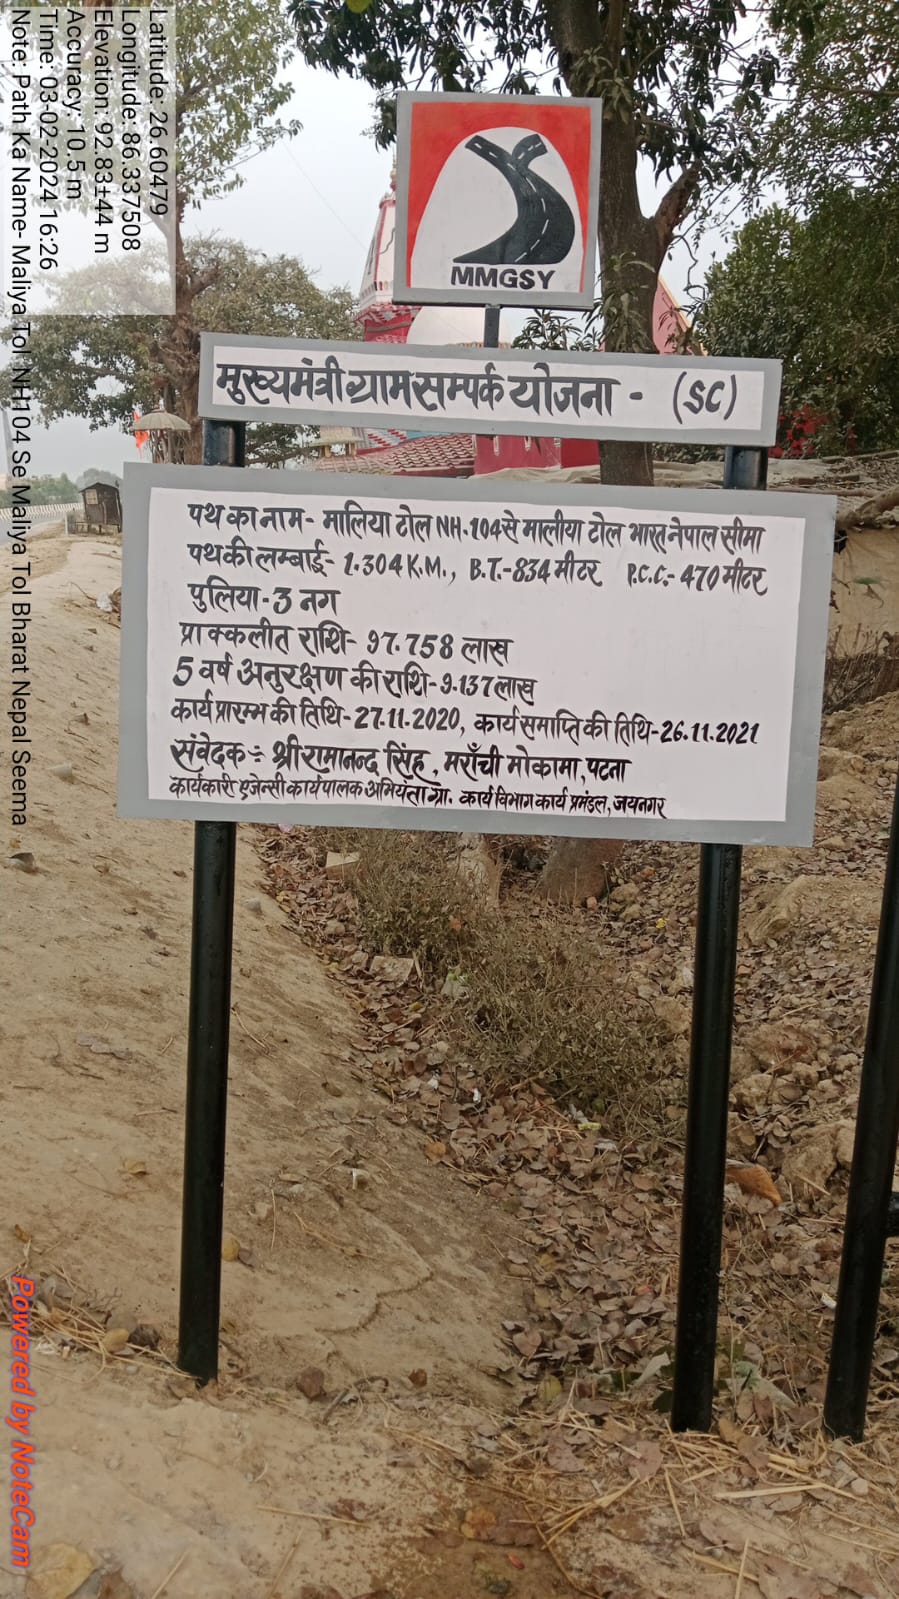 Latitude: 26.60479
Longitude: 86.337508
Elevation: 92.83±44 m
Accuracy: 10.5 m
Time: 03-02-2024 16:26
Note: Path Ka Name- Maliya Tol NH104 Se Maliya Tol Bharat Nepal Seema
MMGSY
मुख्यमंत्री ग्राम सम्पर्क योजना - (SC)
पथ का नाम- मालिया टोल NH-104 से मालीया टोल भारत नेपाल सीमा
पथ की लम्बाई- 1.304 K.M., B.T.-834 मीटर P.C.C.- 470 मीटर
पुलिया-3 नग
प्राक्कलीत राशि- 97.758 लाख
5 वर्ष अनुरक्षण की राशि-9.137 लाख
कार्य प्रारम्भ की तिथि-27.11.2020, कार्य समाप्ति की तिथि-26.11.2021
संवेदक ÷ श्री रामानन्द सिंह, मराँची मोकामा, पटना
कार्यकारी एजेन्सी कार्यपालक अभियंता ग्रा. कार्य विभाग कार्य प्रमंडल, जयनगर
Powered by NoteCam